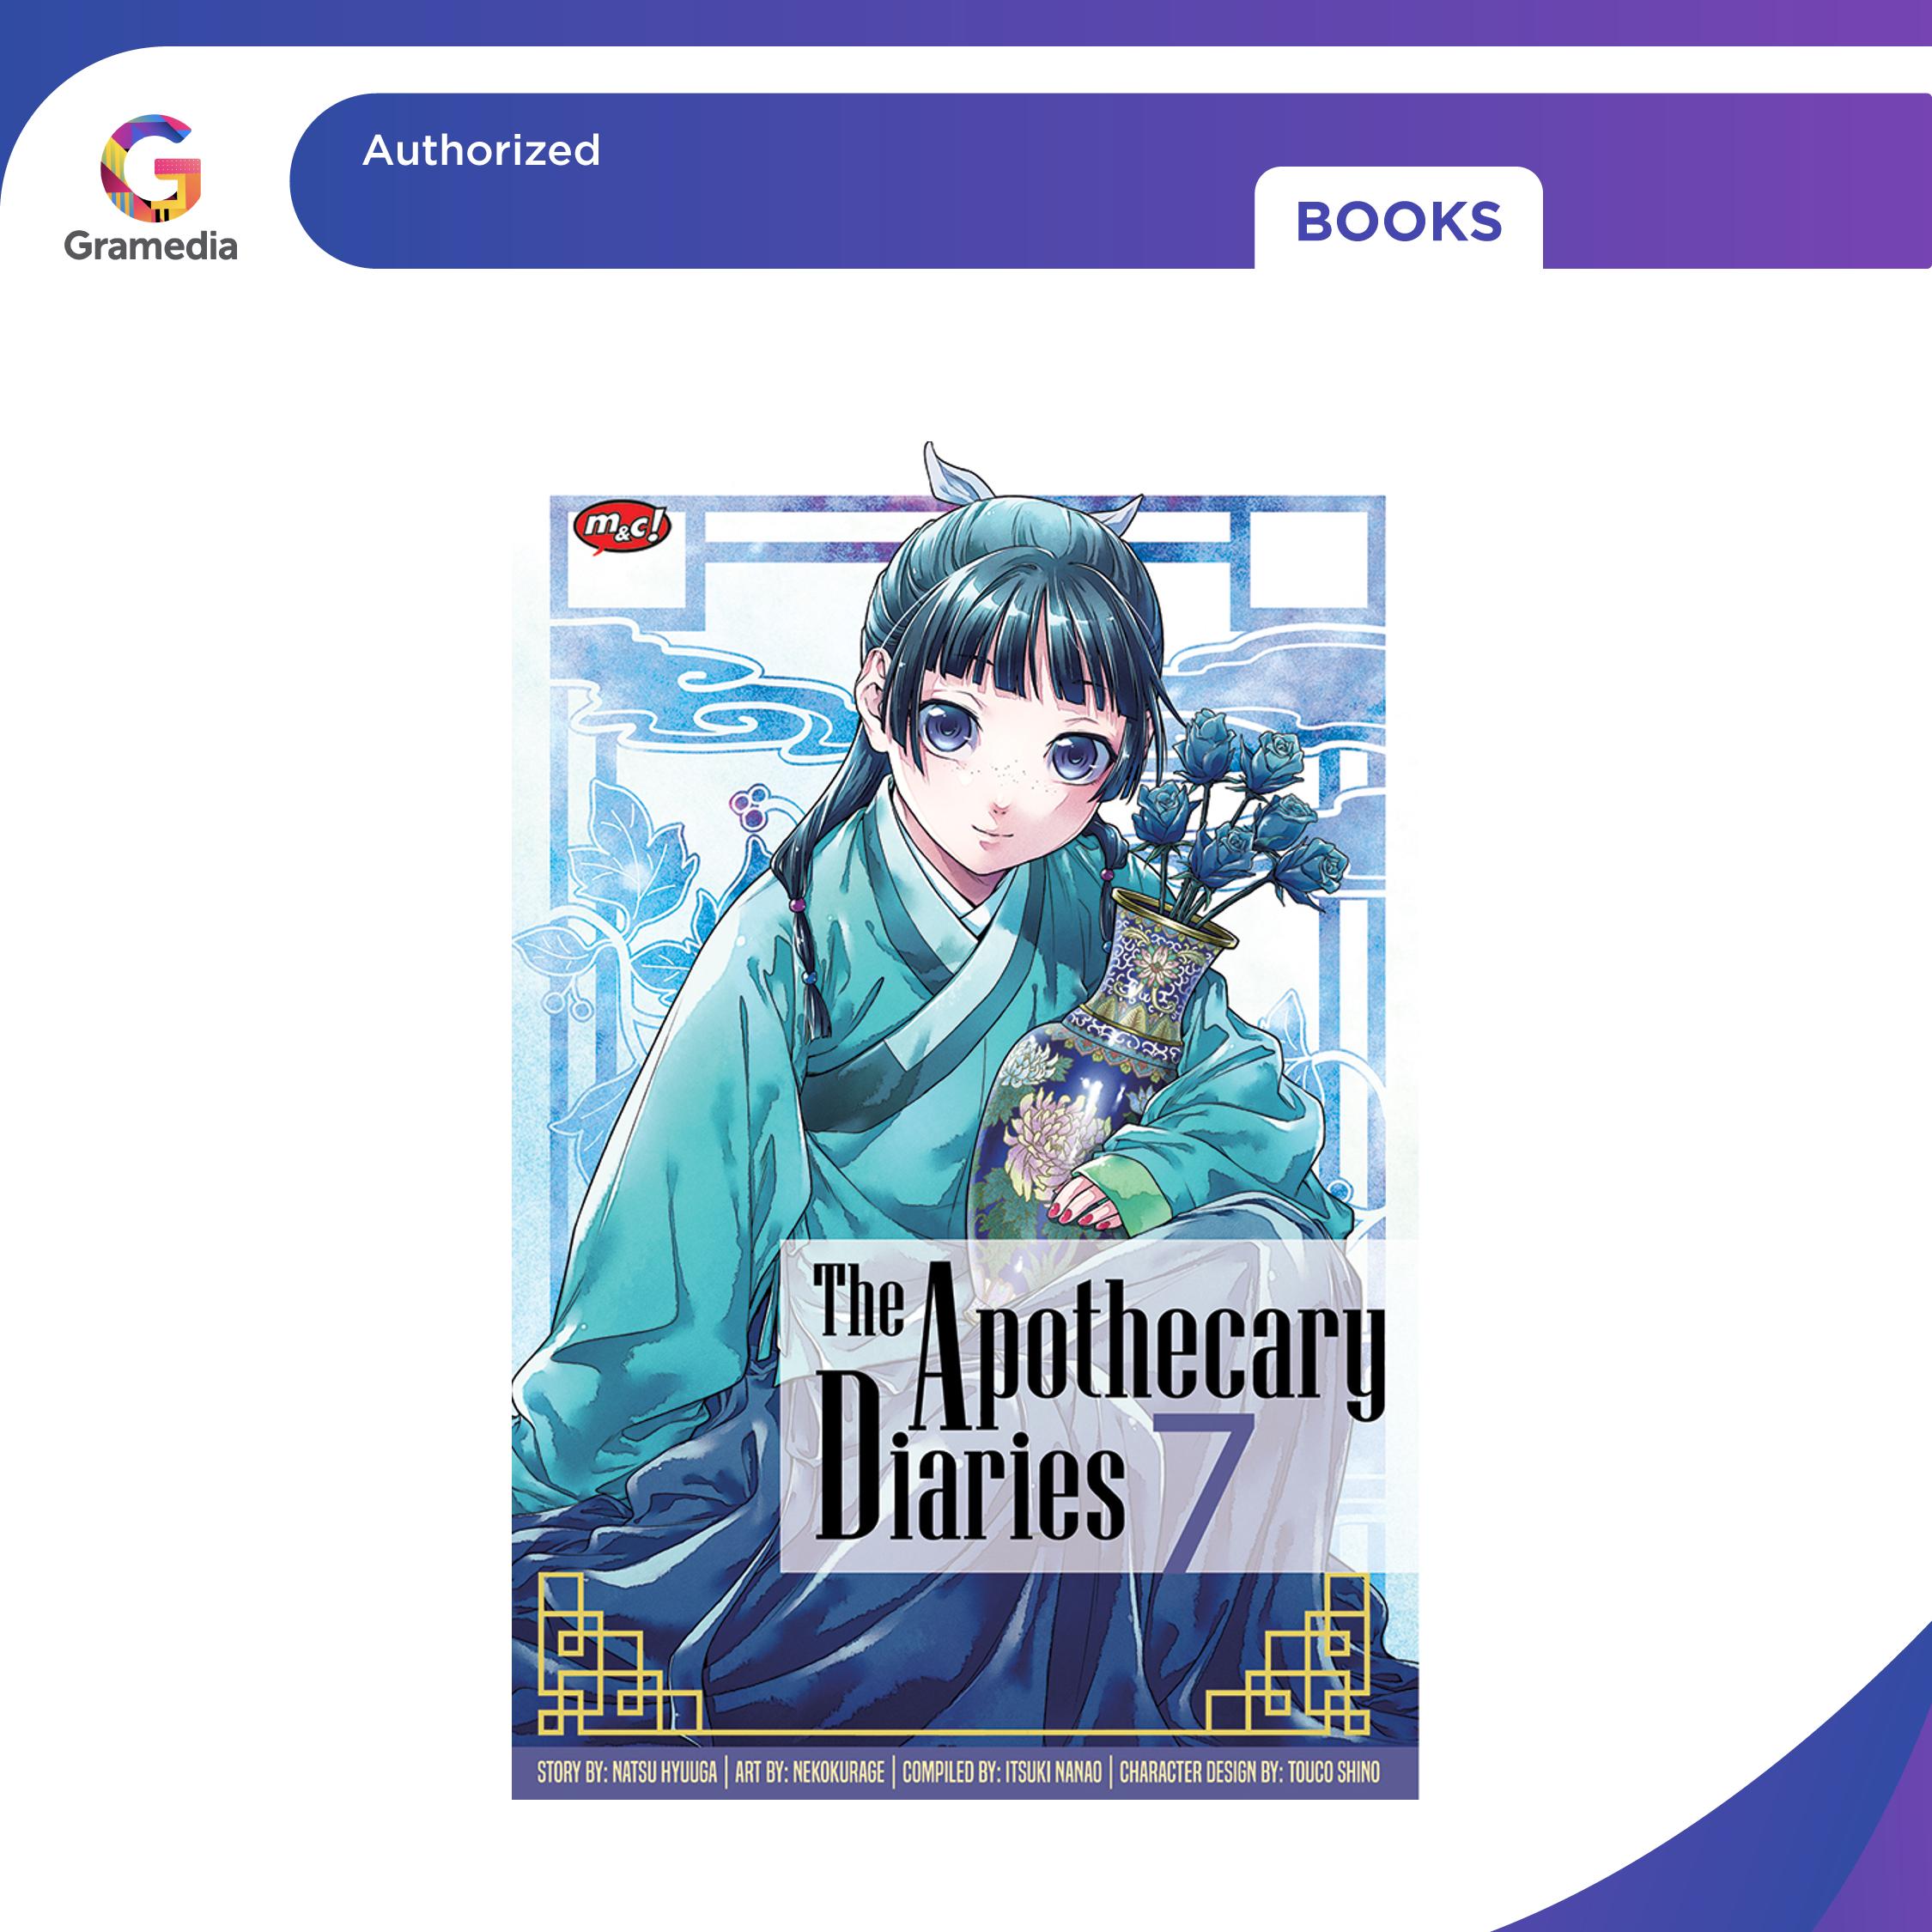 Authorized
BOOKS
Gramedia
m&c!
The Apothecary
Diaries 7
STORY BY: NATSU HYUUGA | ART BY: NEKOKURAGE | COMPILED BY: ITSUKI NANAO | CHARACTER DESIGN BY: TOUCO SHINO